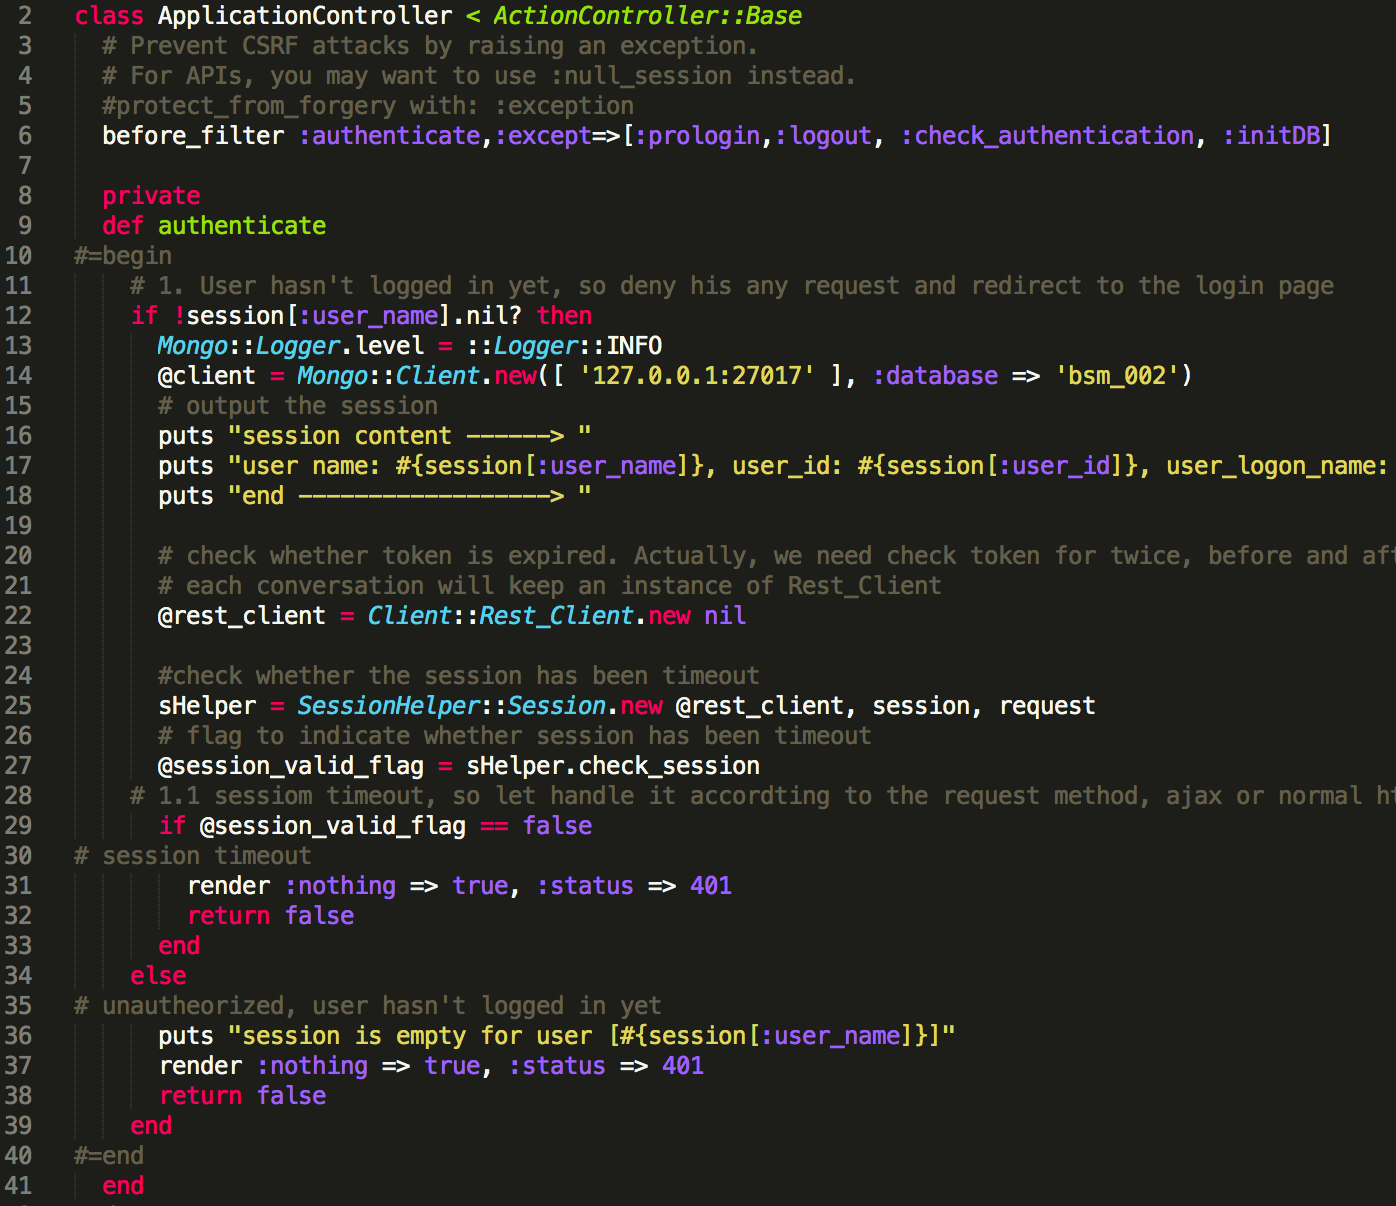 2 class ApplicationController < ActionController::Base
3 # Prevent CSRF attacks by raising an exception.
4 # For APIs, you may want to use :null_session instead.
5 #protect_from_forgery with: :exception
6 before_filter :authenticate,:except=>[:prologin,:logout, :check_authentication, :initDB]
7
8 private
9 def authenticate
10 #=begin
11 # 1. User hasn't logged in yet, so deny his any request and redirect to the login page
12 if !session[:user_name].nil? then
13 Mongo::Logger.level = ::Logger::INFO
14 @client = Mongo::Client.new([ '127.0.0.1:27017' ], :database => 'bsm_002')
15 # output the session
16 puts "session content ------> "
17 puts "user name: #{session[:user_name]}, user_id: #{session[:user_id]}, user_logon_name:
18 puts "end ------------------> "
19
20 # check whether token is expired. Actually, we need check token for twice, before and af
21 # each conversation will keep an instance of Rest_Client
22 @rest_client = Client::Rest_Client.new nil
23
24 #check whether the session has been timeout
25 sHelper = SessionHelper::Session.new @rest_client, session, request
26 # flag to indicate whether session has been timeout
27 @session_valid_flag = sHelper.check_session
28 # 1.1 sessiom timeout, so let handle it accordting to the request method, ajax or normal h
29 if @session_valid_flag == false
30 # session timeout
31 render :nothing => true, :status => 401
32 return false
33 end
34 else
35 # unautheorized, user hasn't logged in yet
36 puts "session is empty for user [#{session[:user_name]}]"
37 render :nothing => true, :status => 401
38 return false
39 end
40 #=end
41 end